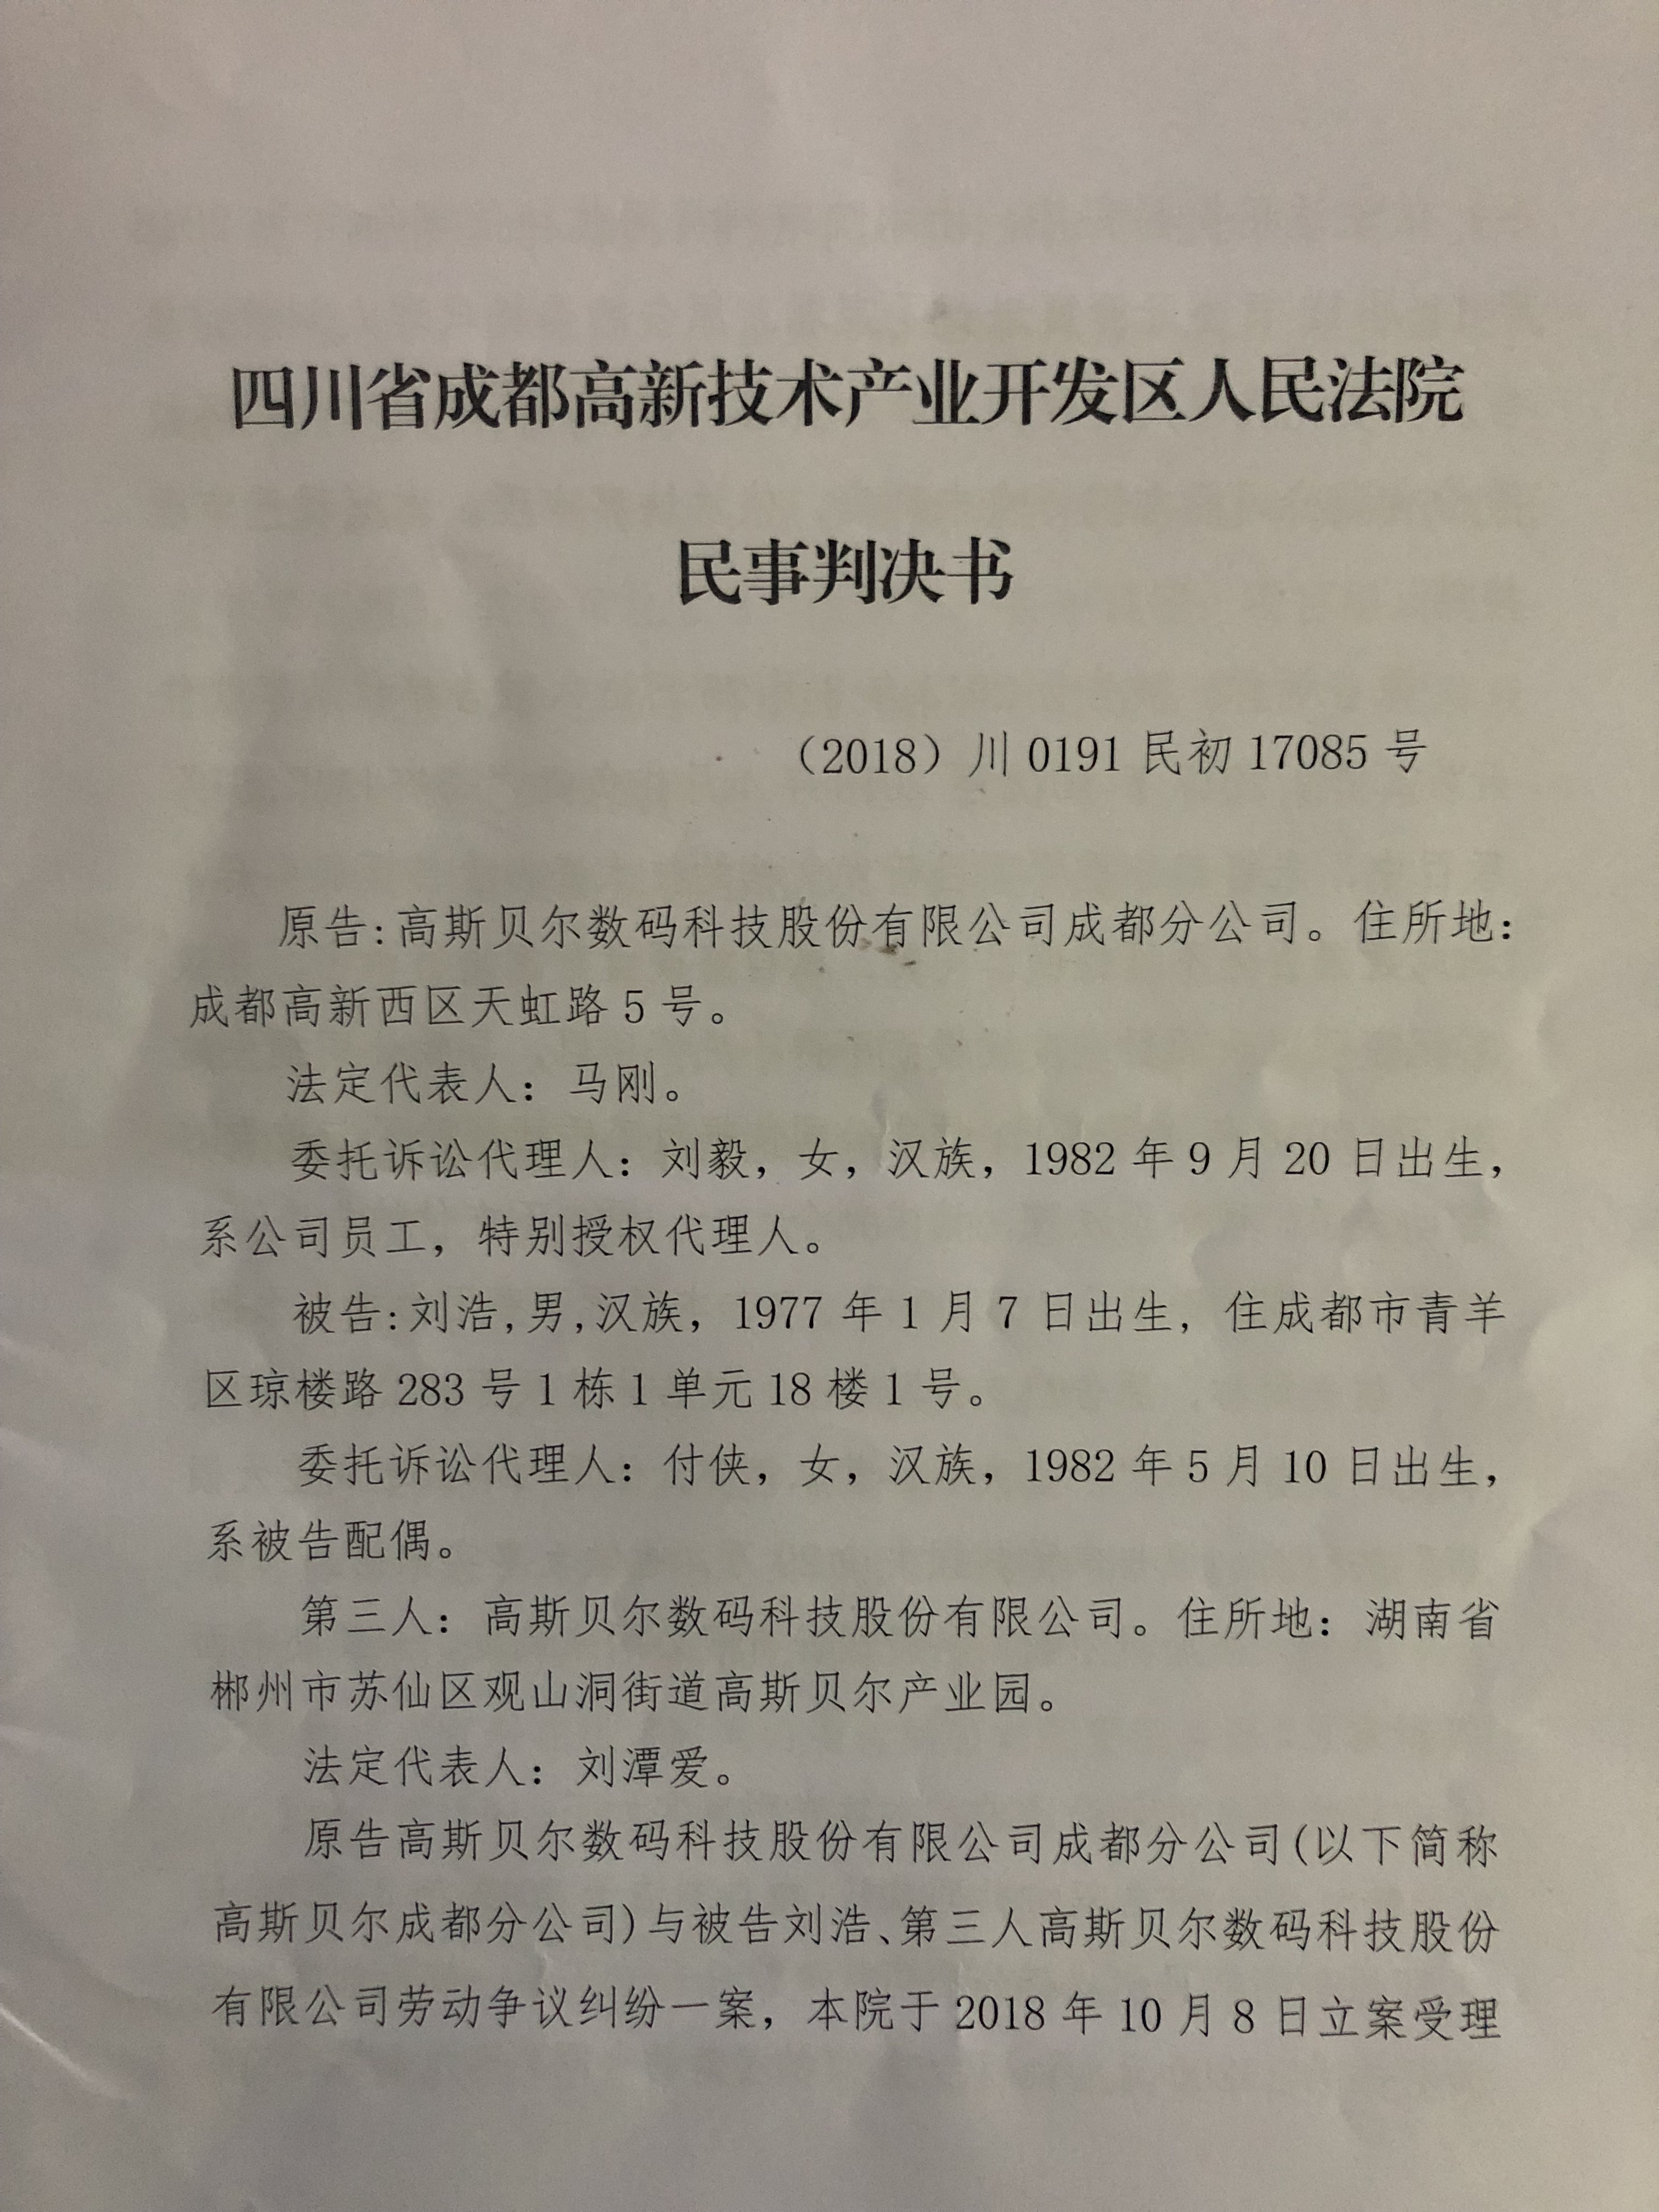 四川省成都高新技术产业开发区人民法院
民事判决书
（2018）川 0191 民初 17085 号
原告:高斯贝尔数码科技股份有限公司成都分公司。住所地：
成都高新西区天虹路 5 号。
法定代表人：马刚。
委托诉讼代理人：刘毅，女，汉族，1982 年 9 月 20 日出生，
系公司员工，特别授权代理人。
被告:刘浩,男,汉族，1977 年 1 月 7 日出生，住成都市青羊
区琼楼路 283 号 1 栋 1 单元 18 楼 1 号。
委托诉讼代理人：付侠，女，汉族，1982 年 5 月 10 日出生，
系被告配偶。
第三人：高斯贝尔数码科技股份有限公司。住所地：湖南省
郴州市苏仙区观山洞街道高斯贝尔产业园。
法定代表人：刘潭爱。
原告高斯贝尔数码科技股份有限公司成都分公司(以下简称
高斯贝尔成都分公司)与被告刘浩、第三人高斯贝尔数码科技股份
有限公司劳动争议纠纷一案，本院于 2018 年 10 月 8 日立案受理